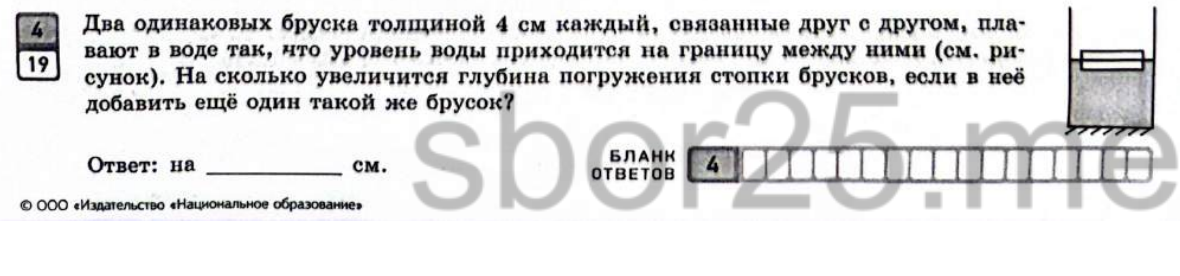 4
19
Два одинаковых бруска толщиной 4 см каждый, связанные друг с другом, пла-
вают в воде так, что уровень воды приходится на границу между ними (см. ри-
сунок). На сколько увеличится глубина погружения стопки брусков, если в неё
добавить ещё один такой же брусок?
Ответ: на ____________ см.
БЛАНК
ОТВЕТОВ
4
© ООО «Издательство «Национальное образование»
sbor25.me